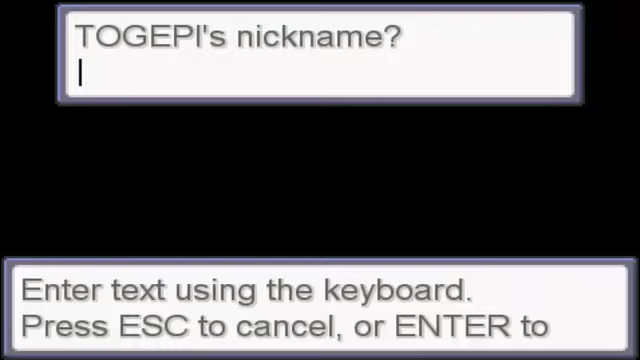 TOGEPI's nickname?
Enter text using the keyboard.
Press ESC to cancel, or ENTER to